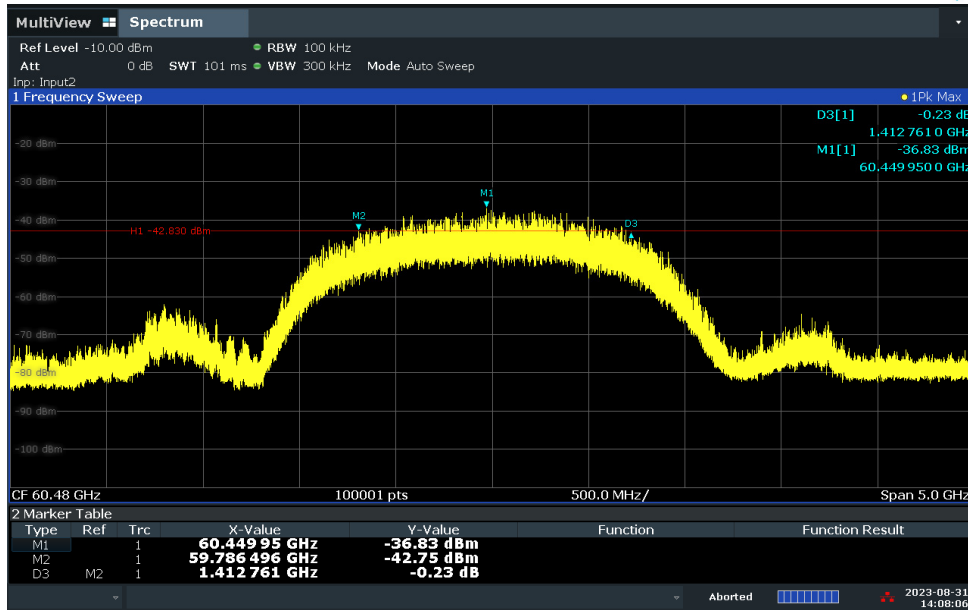 MultiView Spectrum
Ref Level -10.00 dBm RBW 100 kHz
Att 0 dB SWT 101 ms VBW 300 kHz Mode Auto Sweep
Inp: Input2
1 Frequency Sweep 1Pk Max
D3[1] -0.23 dB
1.412 761 0 GHz
M1[1] -36.83 dBm
60.449 950 0 GHz
-20 dBm
-30 dBm
M1
-40 dBm
M2
D3
H1 -42.830 dBm
-50 dBm
-60 dBm
-70 dBm
-80 dBm
-90 dBm
-100 dBm
CF 60.48 GHz 100001 pts 500.0 MHz/ Span 5.0 GHz
2 Marker Table
Type Ref Trc X-Value Y-Value Function Function Result
M1 1 60.449 95 GHz -36.83 dBm
M2 1 59.786 496 GHz -42.75 dBm
D3 M2 1 1.412 761 GHz -0.23 dB
Aborted 2023-08-31
14:08:06